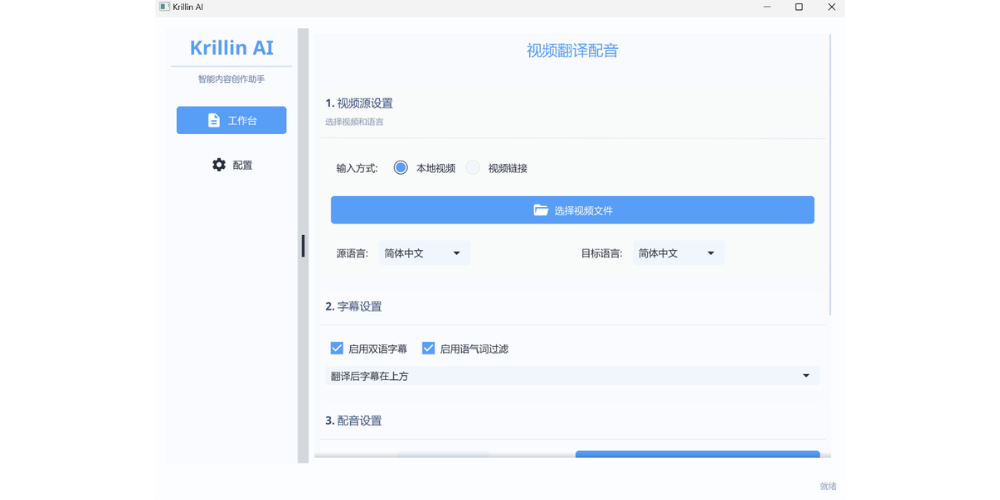 Krillin AI
Krillin AI
智能内容创作助手
工作台
配置
视频翻译配音
1. 视频源设置
选择视频和语言
输入方式: 本地视频 视频链接
选择视频文件
源语言: 简体中文 目标语言: 简体中文
2. 字幕设置
启用双语字幕 启用语气词过滤
翻译后字幕在上方
3. 配音设置
就绪